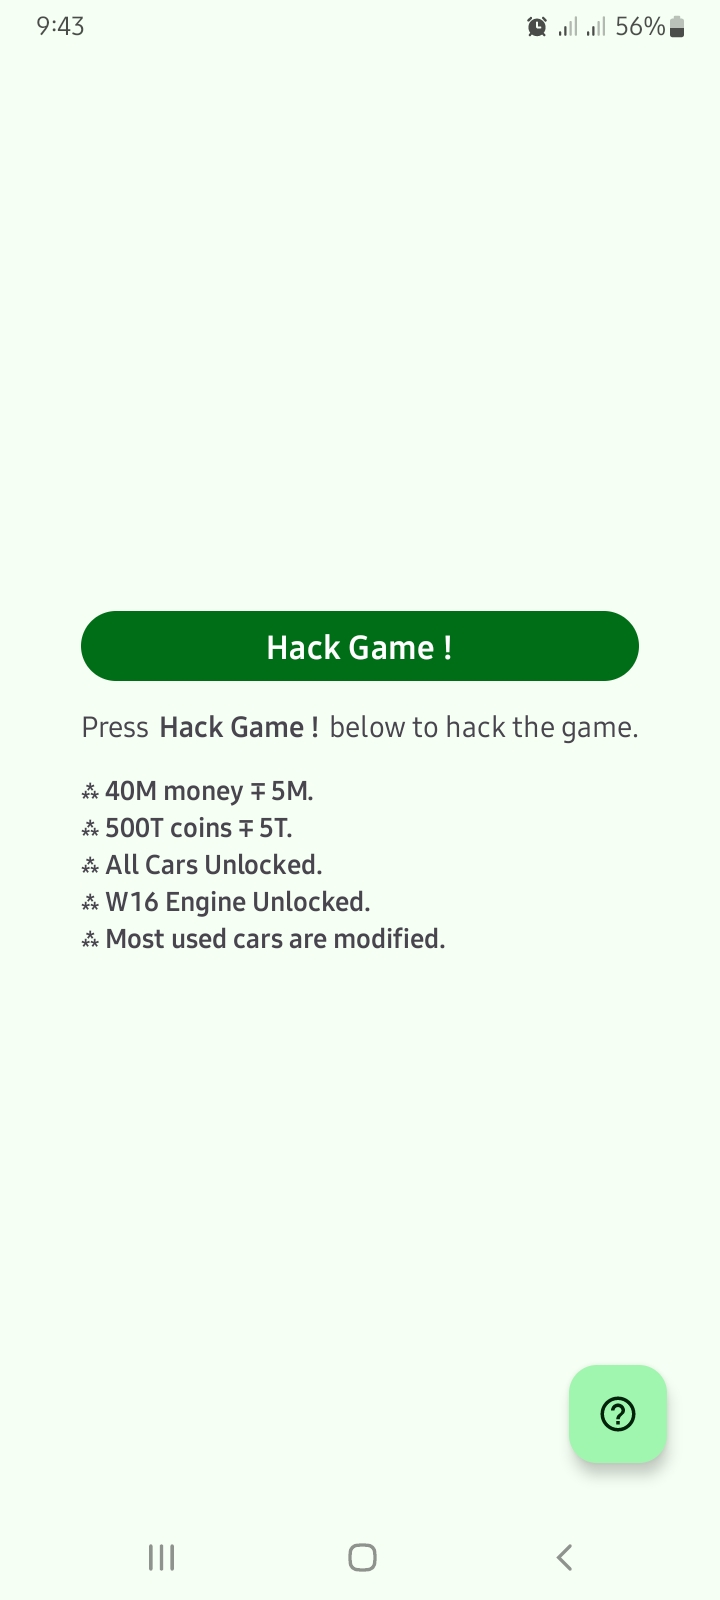 9:43 56%
Hack Game !
Press Hack Game ! below to hack the game.
⁂ 40M money ∓ 5M.
⁂ 500T coins ∓ 5T.
⁂ All Cars Unlocked.
⁂ W16 Engine Unlocked.
⁂ Most used cars are modified.